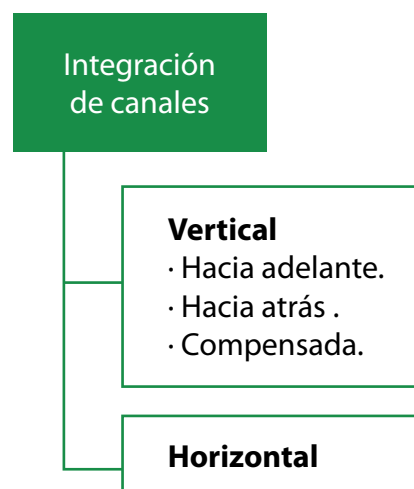 Integración
de canales
Vertical
· Hacia adelante.
· Hacia atrás .
· Compensada.
Horizontal